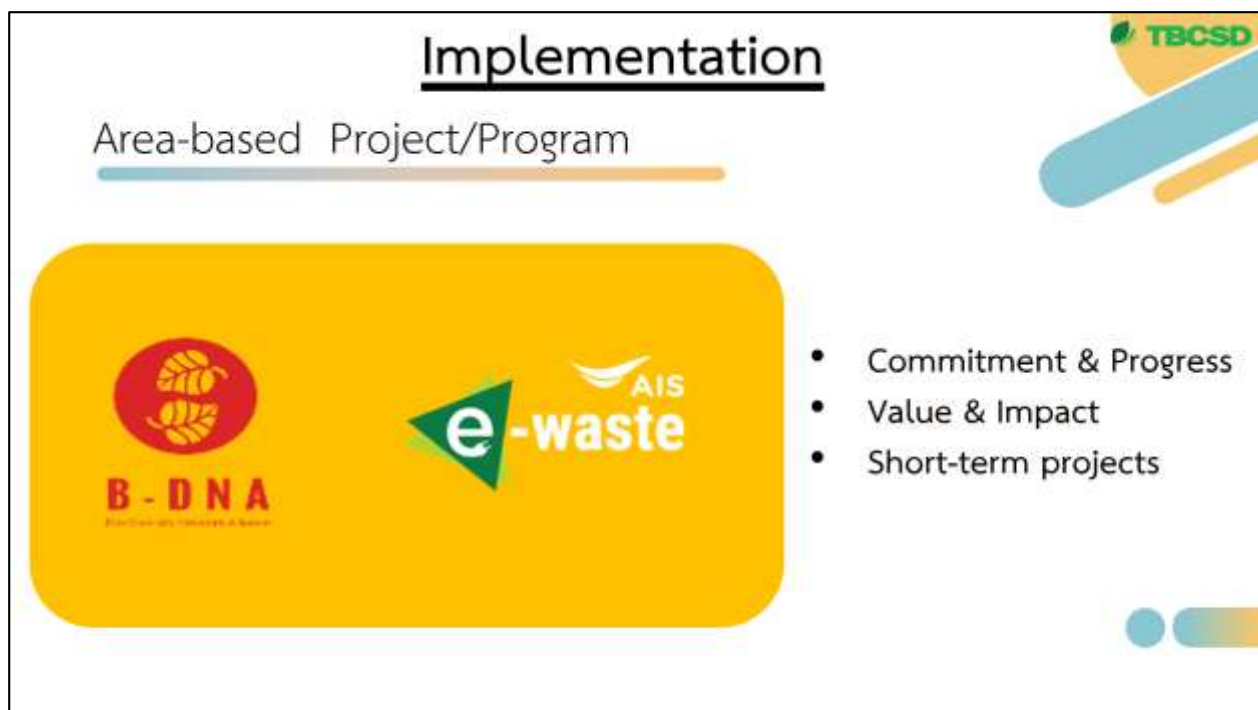 TBCSD
Implementation
Area-based Project/Program
B-DNA
AIS
e-waste
• Commitment & Progress
• Value & Impact
• Short-term projects